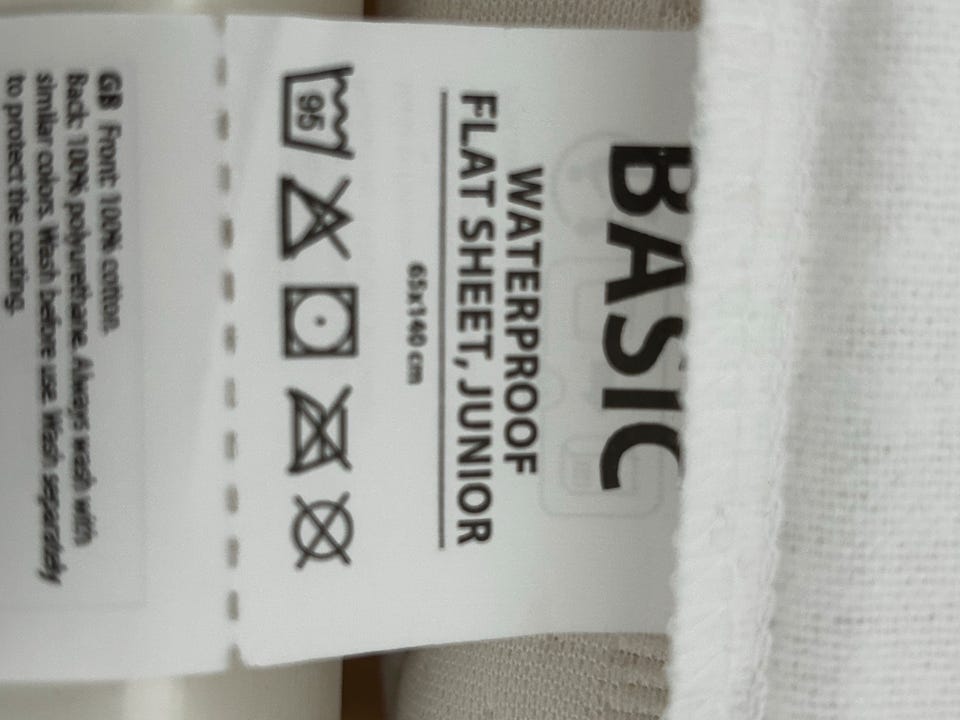 BASIC
WATERPROOF
FLAT SHEET, JUNIOR
65x140 cm
95
GB Front: 100% cotton.
Back: 100% polyurethane. Always wash with
similar colors. Wash before use. Wash separately
to protect the coating.